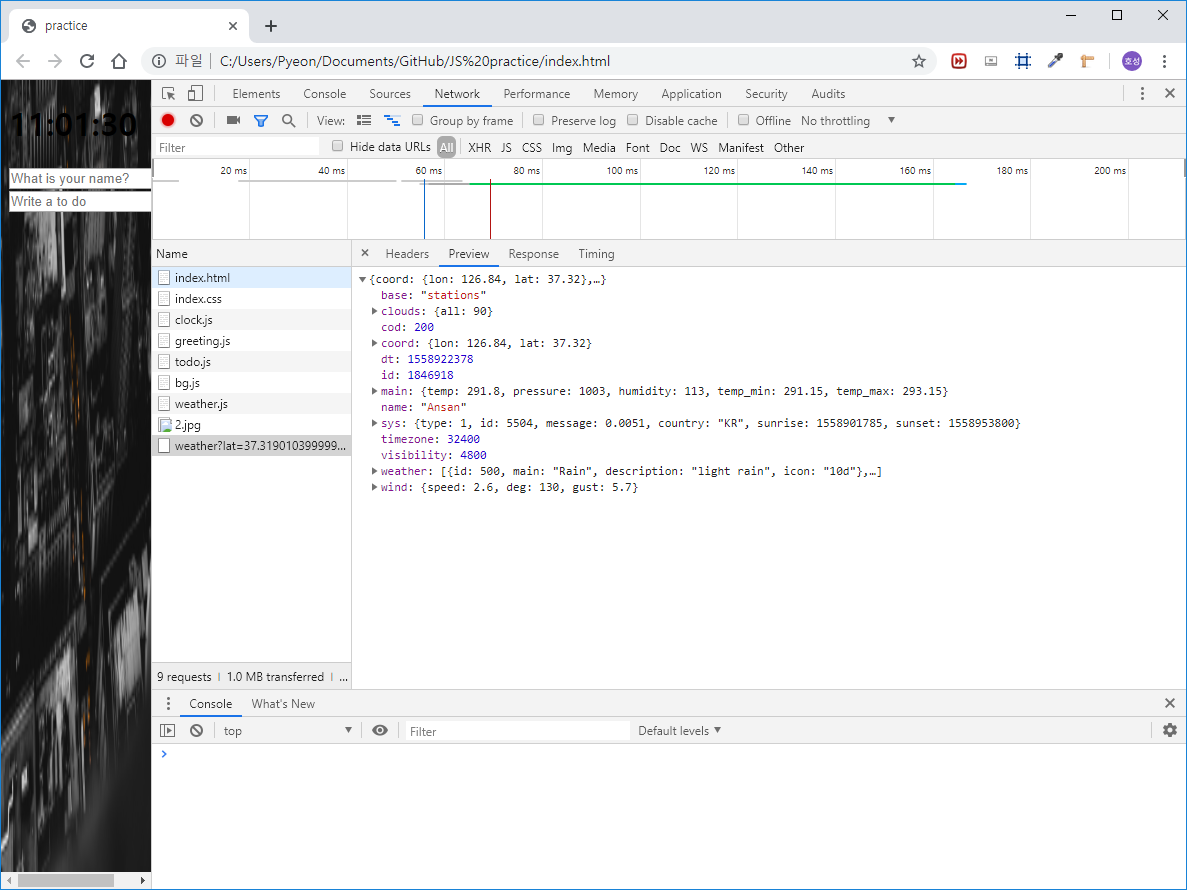 practice
파일 C:/Users/Pyeon/Documents/GitHub/JS%20practice/index.html
호성
11:01:30
What is your name?
Write a to do
Elements Console Sources Network Performance Memory Application Security Audits
View: Group by frame Preserve log Disable cache Offline No throttling
Filter Hide data URLs All XHR JS CSS Img Media Font Doc WS Manifest Other
20 ms 40 ms 60 ms 80 ms 100 ms 120 ms 140 ms 160 ms 180 ms 200 ms
Name
index.html
index.css
clock.js
greeting.js
todo.js
bg.js
weather.js
2.jpg
weather?lat=37.319010399999...
9 requests 1.0 MB transferred ...
Headers Preview Response Timing
{coord: {lon: 126.84, lat: 37.32},…}
base: "stations"
clouds: {all: 90}
cod: 200
coord: {lon: 126.84, lat: 37.32}
dt: 1558922378
id: 1846918
main: {temp: 291.8, pressure: 1003, humidity: 113, temp_min: 291.15, temp_max: 293.15}
name: "Ansan"
sys: {type: 1, id: 5504, message: 0.0051, country: "KR", sunrise: 1558901785, sunset: 1558953800}
timezone: 32400
visibility: 4800
weather: [{id: 500, main: "Rain", description: "light rain", icon: "10d"},…]
wind: {speed: 2.6, deg: 130, gust: 5.7}
Console What's New
top Filter Default levels